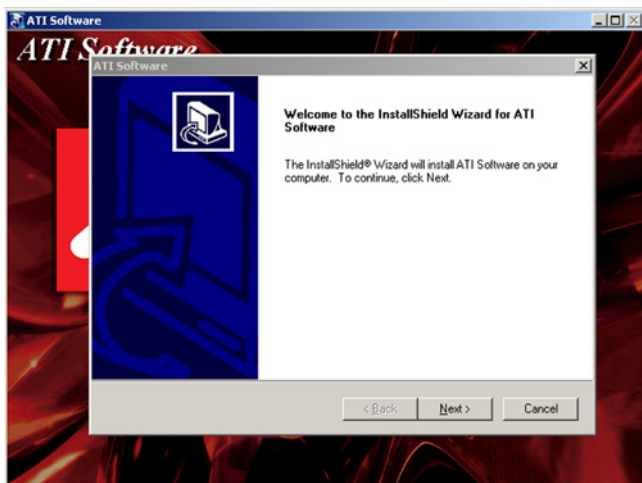 ATI Software
ATI Software
ATI Software
Welcome to the InstallShield Wizard for ATI
Software
The InstallShield® Wizard will install ATI Software on your
computer. To continue, click Next.
< Back
Next >
Cancel